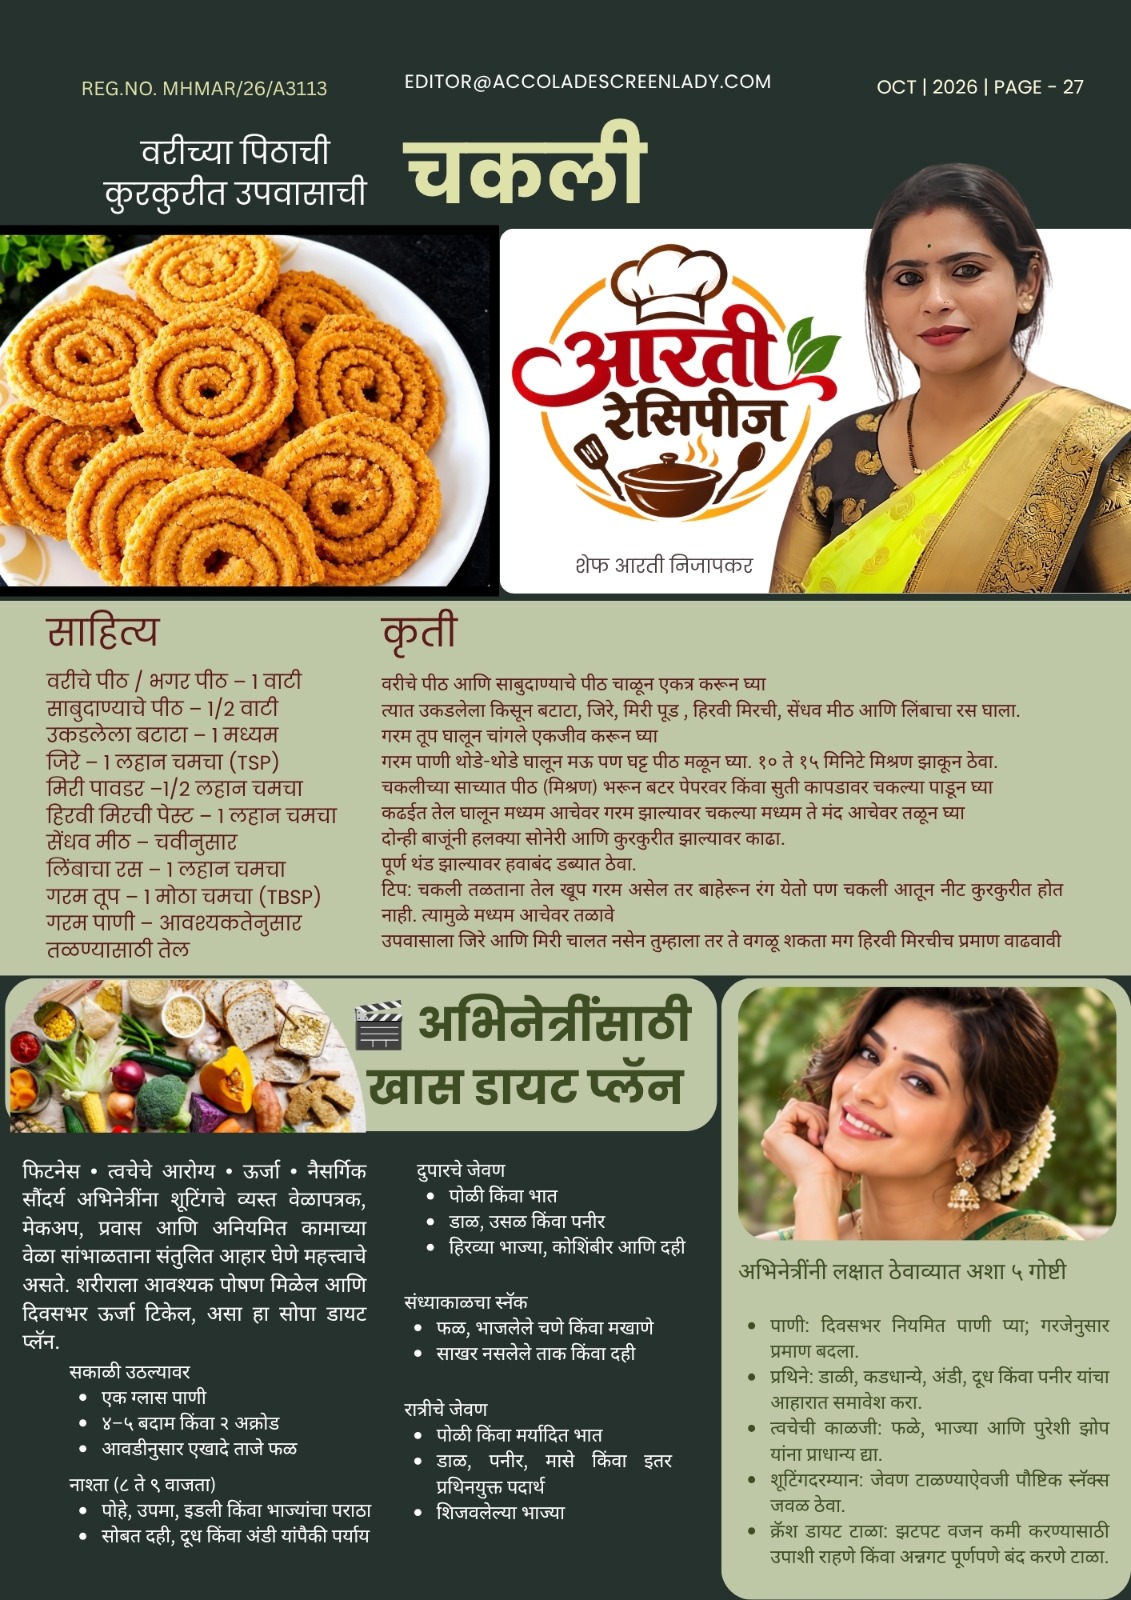 REG.NO. MHMAR/26/A3113
EDITOR@ACCOLADESCREENLADY.COM
OCT | 2026 | PAGE - 27
वरीच्या पिठाची
कुरकुरीत उपवासाची
चकली
आरती
रेसिपीज
शेफ आरती निजापकर
साहित्य
वरीचे पीठ / भगर पीठ – 1 वाटी
साबुदाण्याचे पीठ – 1/2 वाटी
उकडलेला बटाटा – 1 मध्यम
जिरे – 1 लहान चमचा (TSP)
मिरी पावडर –1/2 लहान चमचा
हिरवी मिरची पेस्ट – 1 लहान चमचा
सेंधव मीठ – चवीनुसार
लिंबाचा रस – 1 लहान चमचा
गरम तूप – 1 मोठा चमचा (TBSP)
गरम पाणी – आवश्यकतेनुसार
तळण्यासाठी तेल
कृती
वरीचे पीठ आणि साबुदाण्याचे पीठ चाळून एकत्र करून घ्या
त्यात उकडलेला किसून बटाटा, जिरे, मिरी पूड , हिरवी मिरची, सेंधव मीठ आणि लिंबाचा रस घाला.
गरम तूप घालून चांगले एकजीव करून घ्या
गरम पाणी थोडे-थोडे घालून मऊ पण घट्ट पीठ मळून घ्या. १० ते १५ मिनिटे मिश्रण झाकून ठेवा.
चकलीच्या साच्यात पीठ (मिश्रण) भरून बटर पेपरवर किंवा सुती कापडावर चकल्या पाडून घ्या
कढईत तेल घालून मध्यम आचेवर गरम झाल्यावर चकल्या मध्यम ते मंद आचेवर तळून घ्या
दोन्ही बाजूंनी हलक्या सोनेरी आणि कुरकुरीत झाल्यावर काढा.
पूर्ण थंड झाल्यावर हवाबंद डब्यात ठेवा.
टिप: चकली तळताना तेल खूप गरम असेल तर बाहेरून रंग येतो पण चकली आतून नीट कुरकुरीत होत
नाही. त्यामुळे मध्यम आचेवर तळावे
उपवासाला जिरे आणि मिरी चालत नसेन तुम्हाला तर ते वगळू शकता मग हिरवी मिरचीच प्रमाण वाढवावी
अभिनेत्रींसाठी
खास डायट प्लॅन
फिटनेस • त्वचेचे आरोग्य • ऊर्जा • नैसर्गिक
सौंदर्य अभिनेत्रींना शूटिंगचे व्यस्त वेळापत्रक,
मेकअप, प्रवास आणि अनियमित कामाच्या
वेळा सांभाळताना संतुलित आहार घेणे महत्त्वाचे
असते. शरीराला आवश्यक पोषण मिळेल आणि
दिवसभर ऊर्जा टिकेल, असा हा सोपा डायट
प्लॅन.
सकाळी उठल्यावर
• एक ग्लास पाणी
• ४–५ बदाम किंवा २ अक्रोड
• आवडीनुसार एखादे ताजे फळ
नाश्ता (८ ते ९ वाजता)
• पोहे, उपमा, इडली किंवा भाज्यांचा पराठा
• सोबत दही, दूध किंवा अंडी यांपैकी पर्याय
दुपारचे जेवण
• पोळी किंवा भात
• डाळ, उसळ किंवा पनीर
• हिरव्या भाज्या, कोशिंबीर आणि दही
संध्याकाळचा स्नॅक
• फळ, भाजलेले चणे किंवा मखाणे
• साखर नसलेले ताक किंवा दही
रात्रीचे जेवण
• पोळी किंवा मर्यादित भात
• डाळ, पनीर, मासे किंवा इतर
प्रथिनयुक्त पदार्थ
• शिजवलेल्या भाज्या
अभिनेत्रींनी लक्षात ठेवाव्यात अशा ५ गोष्टी
• पाणी: दिवसभर नियमित पाणी प्या; गरजेनुसार
प्रमाण बदला.
• प्रथिने: डाळी, कडधान्ये, अंडी, दूध किंवा पनीर यांचा
आहारात समावेश करा.
• त्वचेची काळजी: फळे, भाज्या आणि पुरेशी झोप
यांना प्राधान्य द्या.
• शूटिंगदरम्यान: जेवण टाळण्याऐवजी पौष्टिक स्नॅक्स
जवळ ठेवा.
• क्रॅश डायट टाळा: झटपट वजन कमी करण्यासाठी
उपाशी राहणे किंवा अन्नगट पूर्णपणे बंद करणे टाळा.